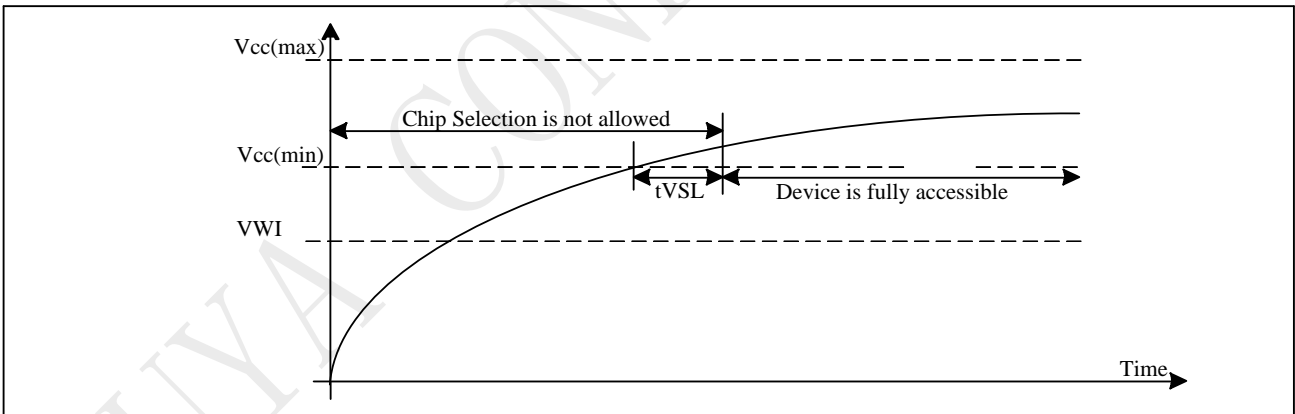 Vcc(max)
Chip Selection is not allowed
Vcc(min)
tVSL
Device is fully accessible
VWI
Time